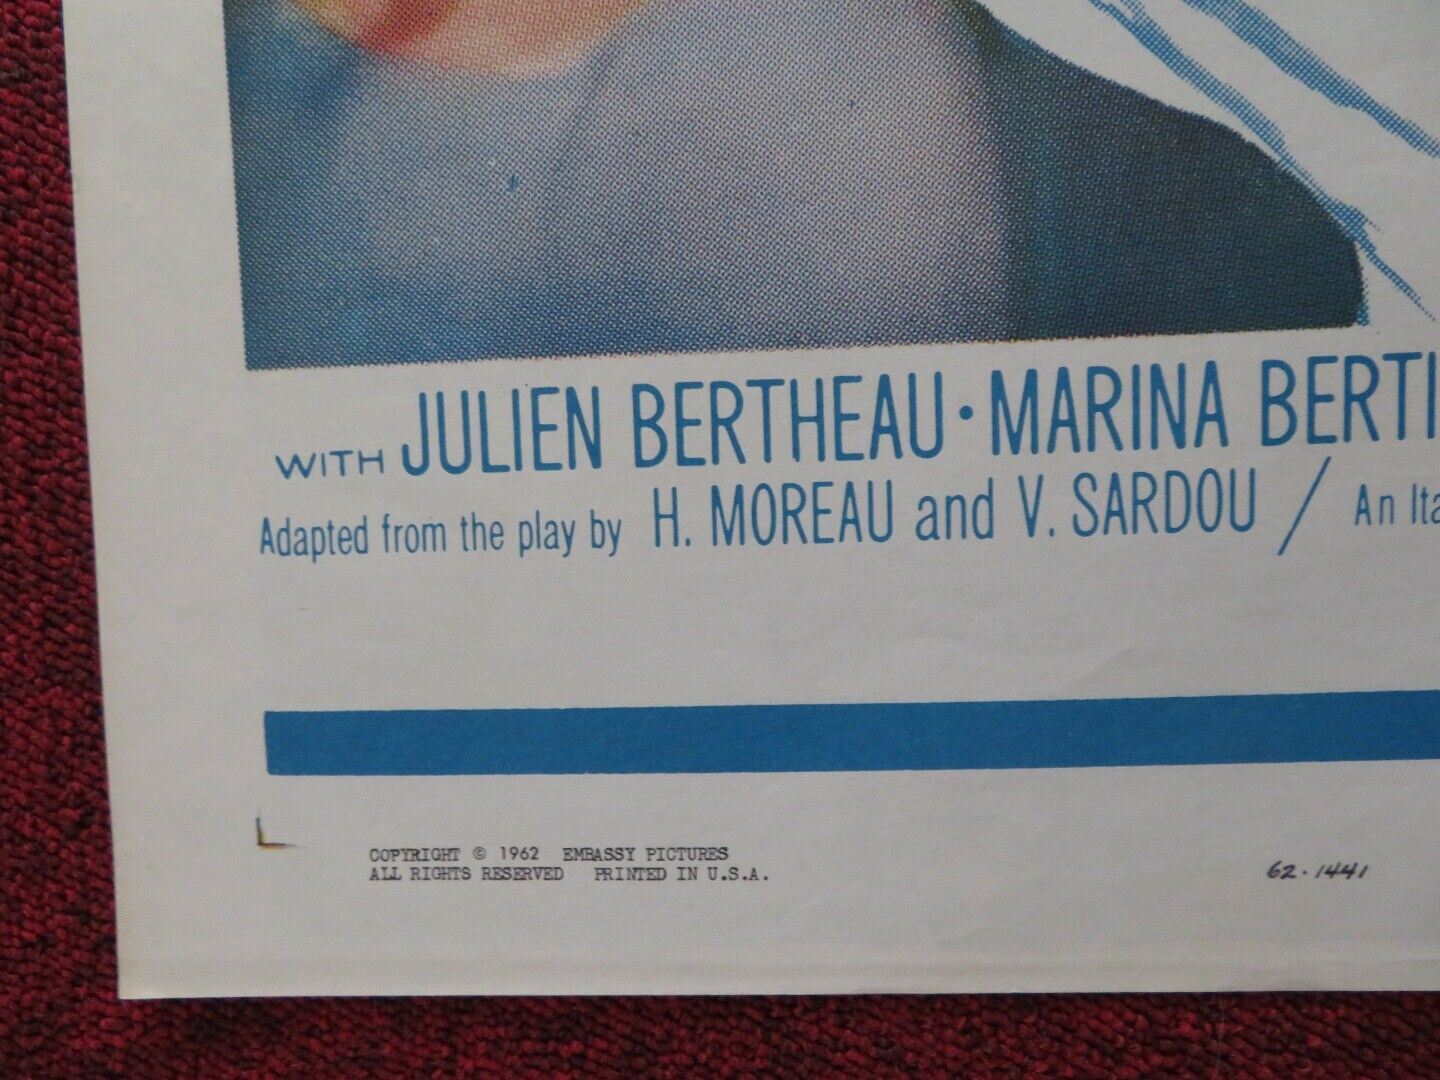 WITH JULIEN BERTHEAU · MARINA BERTI
Adapted from the play by H. MOREAU and V. SARDOU / An Ita
COPYRIGHT © 1962 EMBASSY PICTURES
ALL RIGHTS RESERVED PRINTED IN U.S.A.
62-1441